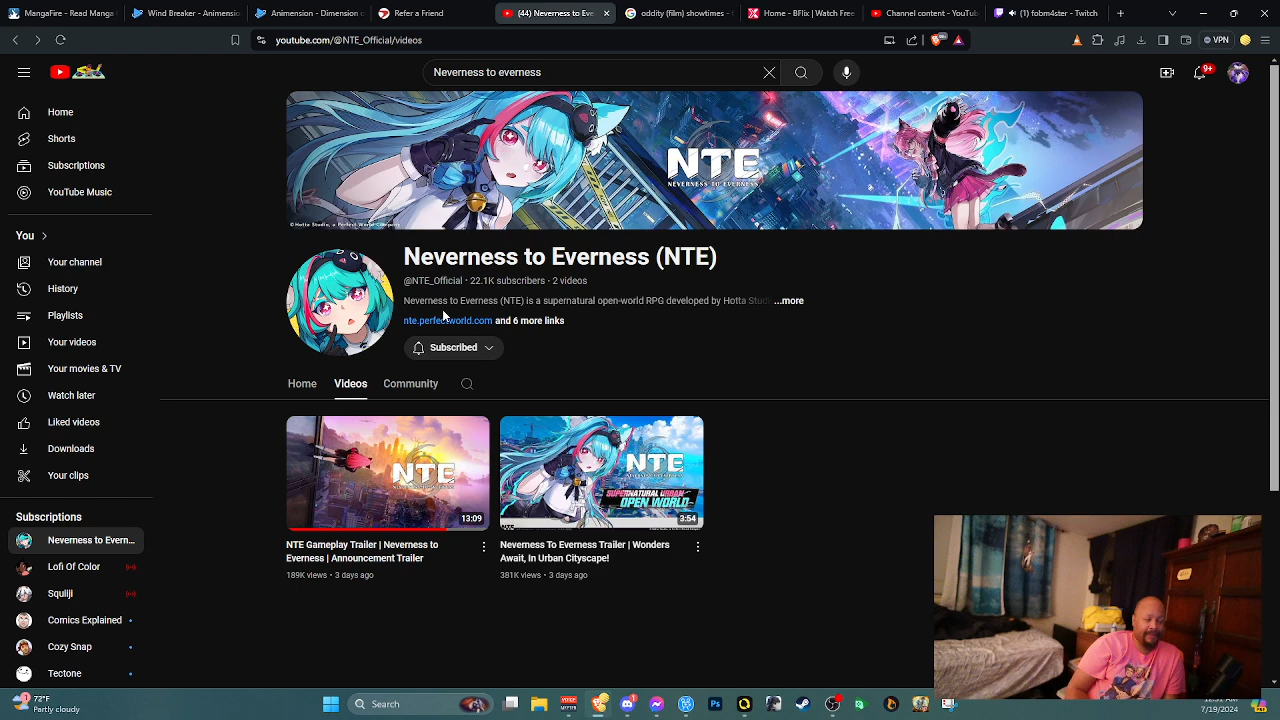 MangaFire - Read Manga
Wind Breaker - Animensio
Animension - Dimension o
Refer a Friend
(44) Neverness to Eve
oddity (film) showtimes -
Home - BFlix | Watch Free
Channel content - YouTub
(1) fobm4ster - Twitch
youtube.com/@NTE_Official/videos
99+
VPN
Neverness to everness
9+
Home
Shorts
Subscriptions
YouTube Music
You
Your channel
History
Playlists
Your videos
Your movies & TV
Watch later
Liked videos
Downloads
Your clips
Subscriptions
Neverness to Evern...
Lofi Of Color
Squliji
Comics Explained
Cozy Snap
Tectone
NTE
NEVERNESS TO EVERNESS
© Hotta Studio, a Perfect World Company
Neverness to Everness (NTE)
@NTE_Official • 22.1K subscribers • 2 videos
Neverness to Everness (NTE) is a supernatural open-world RPG developed by Hotta Studi ...more
nte.perfectworld.com and 6 more links
Subscribed
Home Videos Community
NTE
13:09
NTE
SUPERNATURAL URBAN
OPEN WORLD
3:54
NTE Gameplay Trailer | Neverness to
Everness | Announcement Trailer
189K views • 3 days ago
Neverness To Everness Trailer | Wonders
Await, In Urban Cityscape!
381K views • 3 days ago
72°F
Partly cloudy
Search
7/19/2024